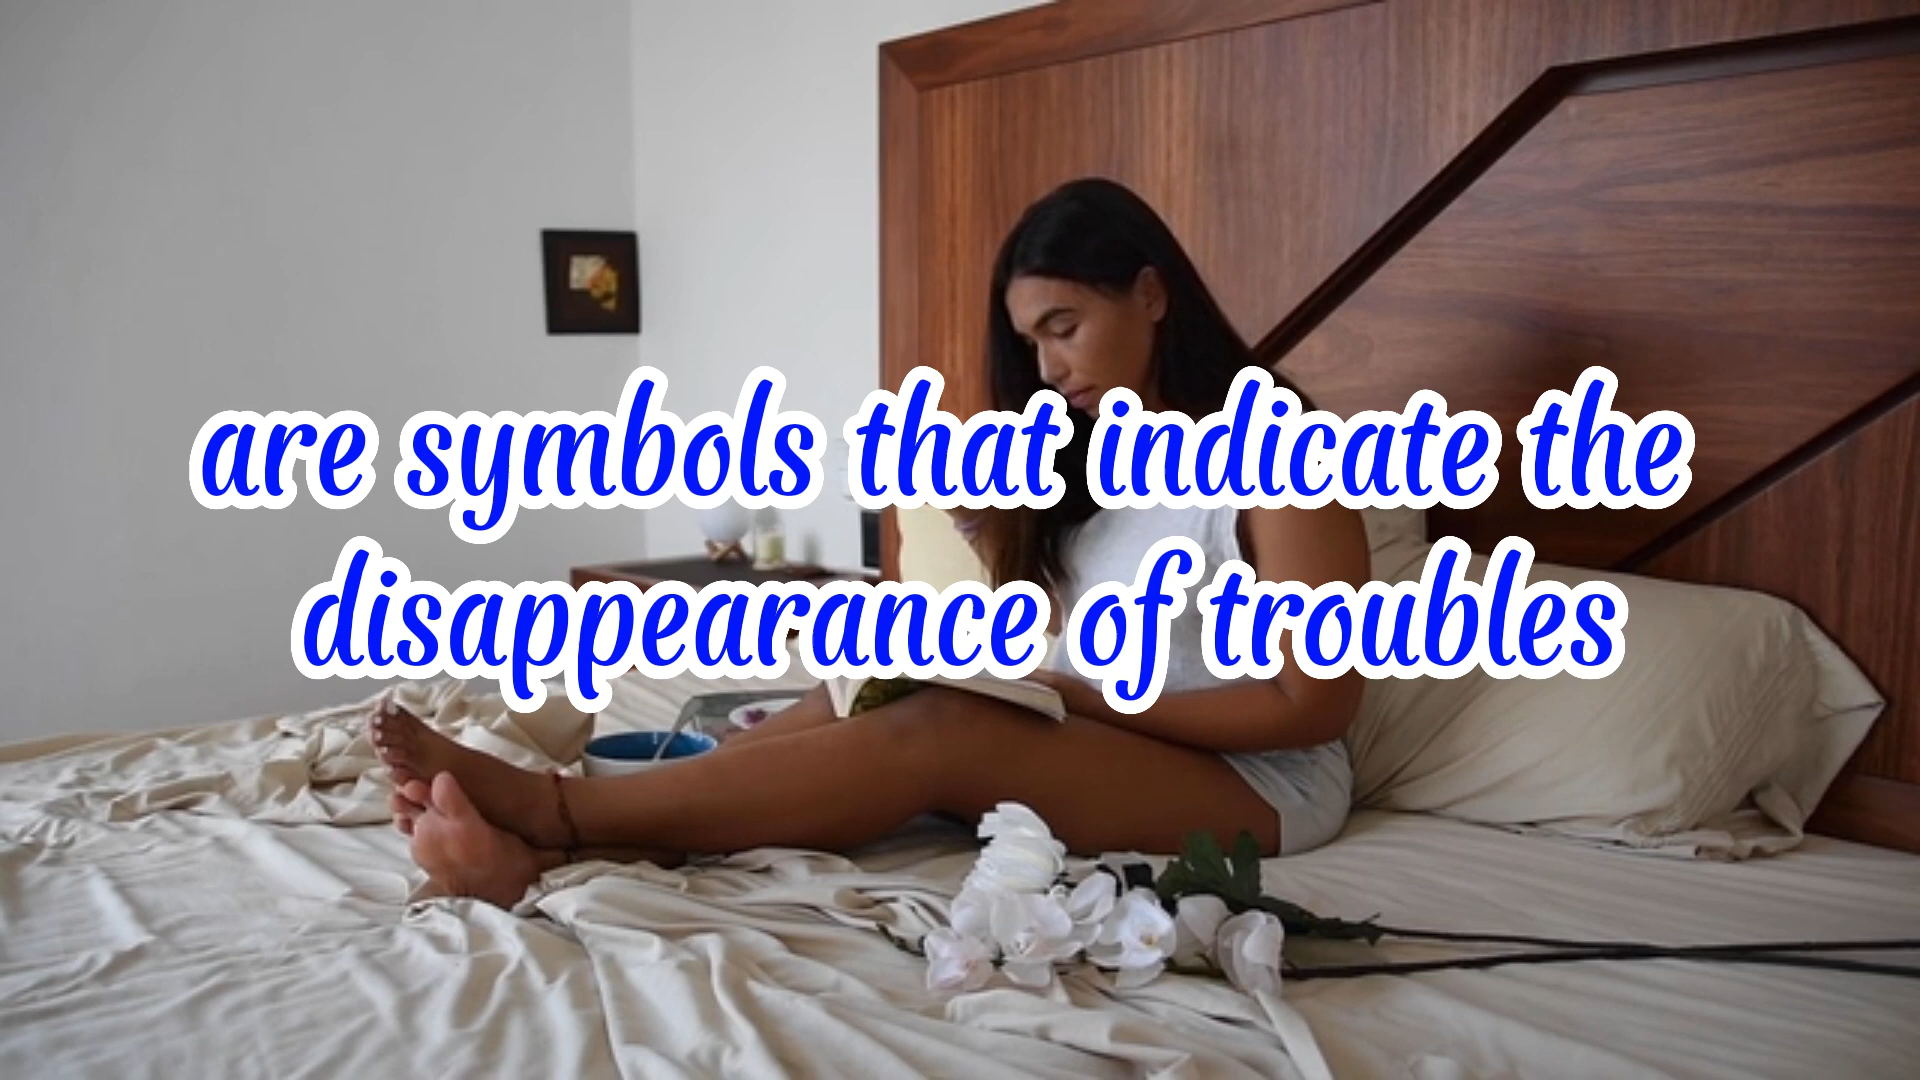 are symbols that indicate the
disappearance of troubles